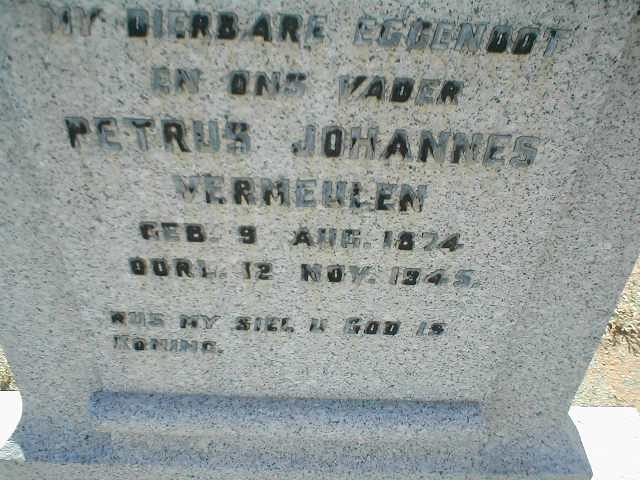 MY DIERBARE EGGENOOT
EN ONS VADER
PETRUS JOHANNES
VERMEULEN
GEB. 9 AUG. 1874
OORL. 12 NOV. 1945.
RUS MY SIEL U GOD IS
KONING.